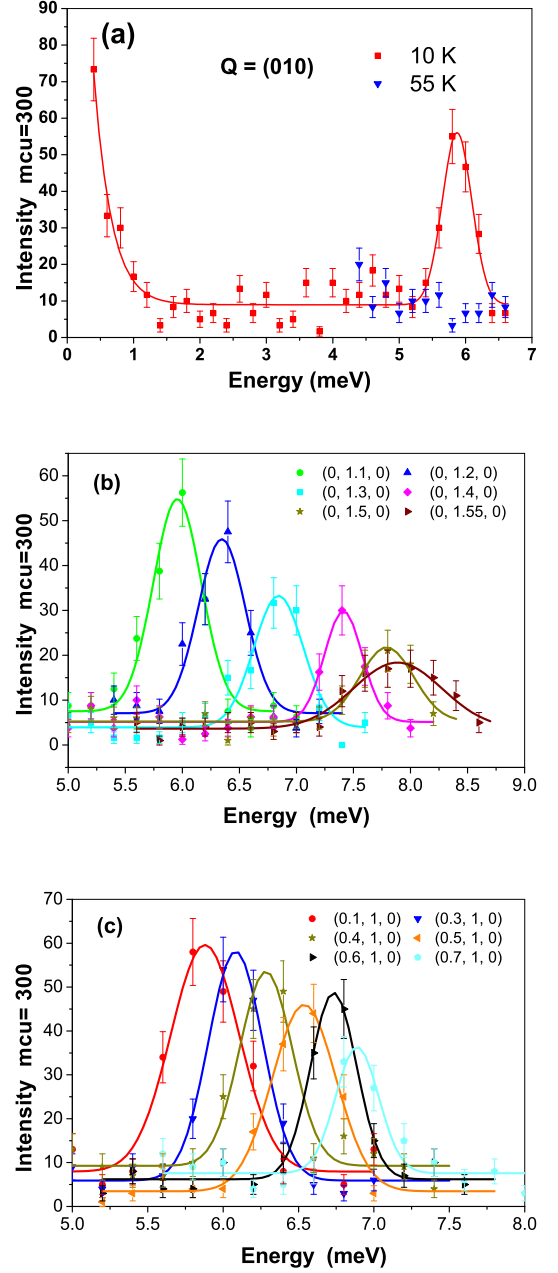 90
80
70
60
50
40
30
20
10
0
(a)
Q = (010)
10 K
55 K
Intensity mcu=300
0 1 2 3 4 5 6 7
Energy (meV)
60
50
40
30
20
10
0
(b)
(0, 1.1, 0) (0, 1.2, 0)
(0, 1.3, 0) (0, 1.4, 0)
(0, 1.5, 0) (0, 1.55, 0)
Intensity mcu=300
5.0 5.5 6.0 6.5 7.0 7.5 8.0 8.5 9.0
Energy (meV)
70
60
50
40
30
20
10
0
(c)
(0.1, 1, 0) (0.3, 1, 0)
(0.4, 1, 0) (0.5, 1, 0)
(0.6, 1, 0) (0.7, 1, 0)
Intensity mcu= 300
5.0 5.5 6.0 6.5 7.0 7.5 8.0
Energy (meV)